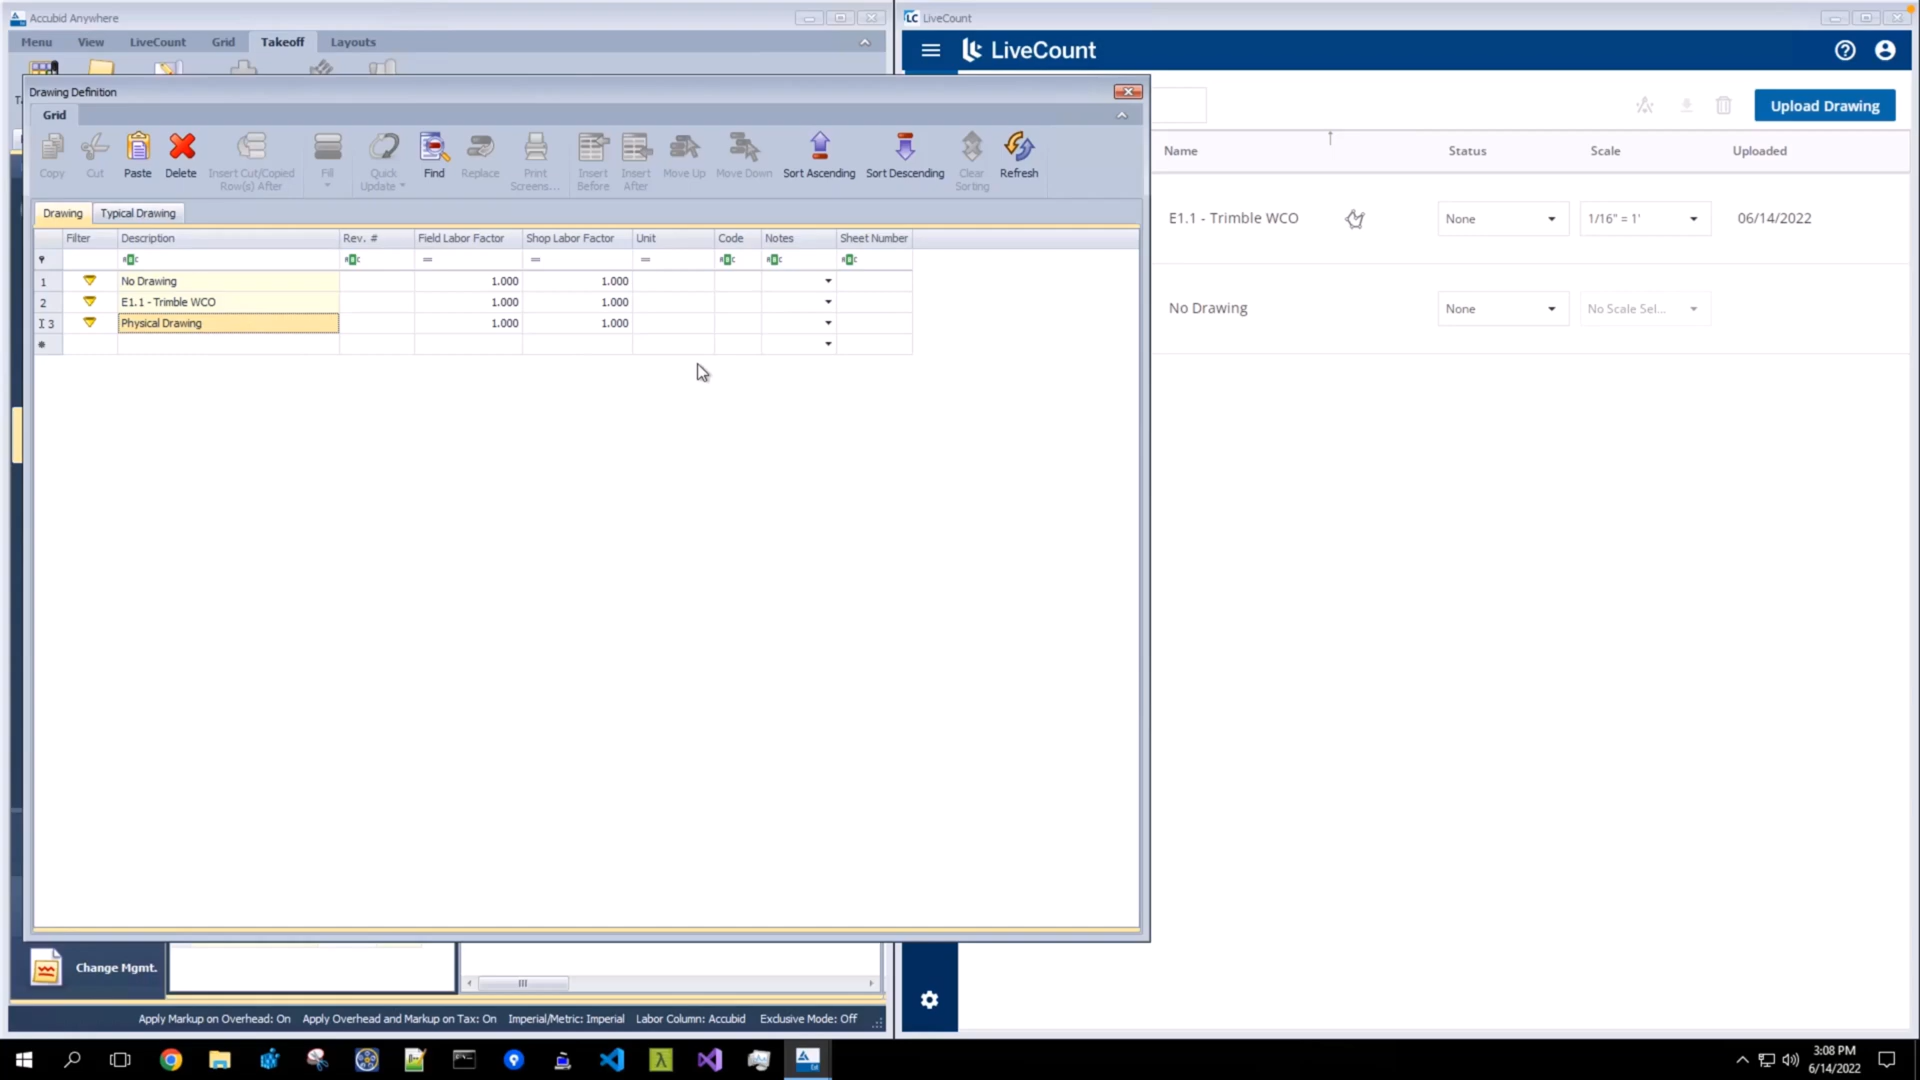 Accubid Anywhere
Menu View LiveCount Grid Takeoff Layouts
Drawing Definition
Grid
Copy Cut Paste Delete Insert Cut/Copied Row(s) After Fill Quick Update Find Replace Print Screens... Insert Before Insert After Move Up Move Down Sort Ascending Sort Descending Clear Sorting Refresh
Drawing Typical Drawing
Filter Description Rev. # Field Labor Factor Shop Labor Factor Unit Code Notes Sheet Number
1 No Drawing 1.000 1.000
2 E1.1 - Trimble WCO 1.000 1.000
3 Physical Drawing 1.000 1.000
Change Mgmt.
Apply Markup on Overhead: On Apply Overhead and Markup on Tax: On Imperial/Metric: Imperial Labor Column: Accubid Exclusive Mode: Off
LC LiveCount
LiveCount
Upload Drawing
Name Status Scale Uploaded
E1.1 - Trimble WCO None 1/16" = 1' 06/14/2022
No Drawing None No Scale Sel...
3:08 PM
6/14/2022